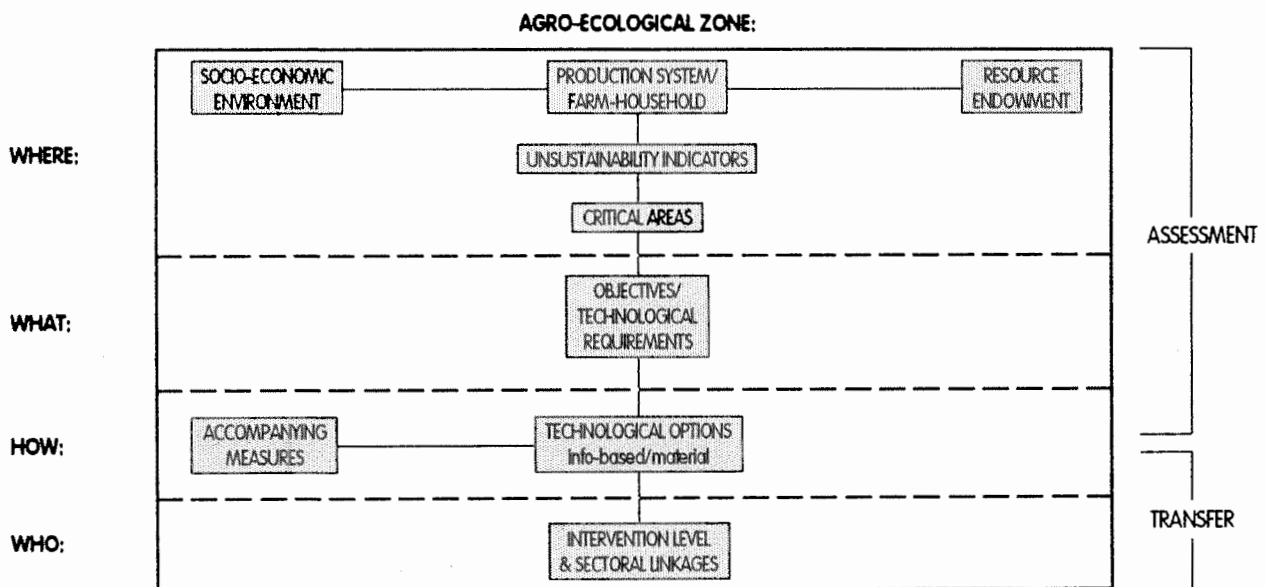 AGRO-ECOLOGICAL ZONE:
SOCIO-ECONOMIC
ENVIRONMENT
PRODUCTION SYSTEM/
FARM-HOUSEHOLD
RESOURCE
ENDOWMENT
WHERE:
UNSUSTAINABILITY INDICATORS
CRITICAL AREAS
ASSESSMENT
WHAT:
OBJECTIVES/
TECHNOLOGICAL
REQUIREMENTS
HOW:
ACCOMPANYING
MEASURES
TECHNOLOGICAL OPTIONS
Info-based/material
TRANSFER
WHO:
INTERVENTION LEVEL
& SECTORAL LINKAGES